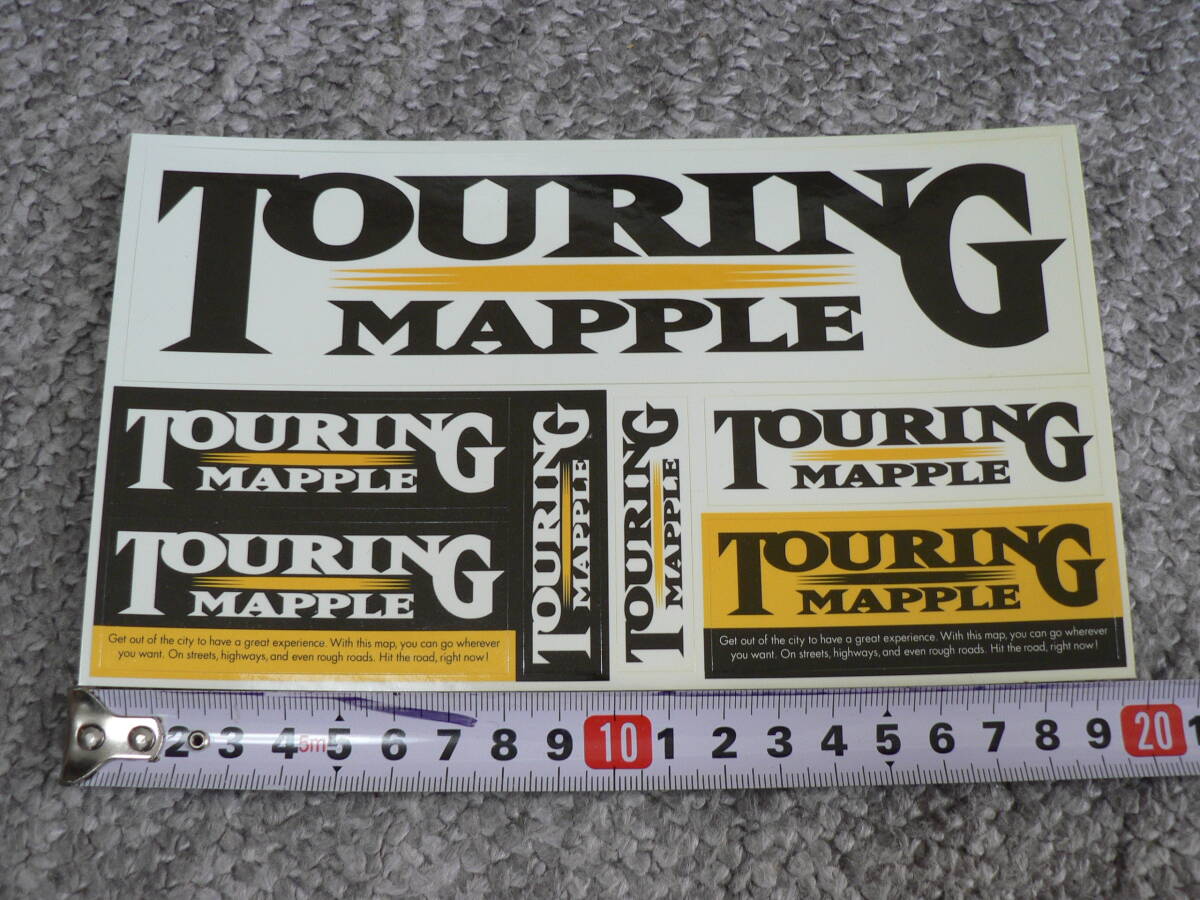 TOURING
MAPPLE
TOURING
MAPPLE
TOURING
MAPPLE
Get out of the city to have a great experience. With this map, you can go wherever
you want. On streets, highways, and even rough roads. Hit the road, right now!
TOURING
MAPPLE
TOURING
MAPPLE
TOURING
MAPPLE
TOURING
MAPPLE
Get out of the city to have a great experience. With this map, you can go wherever
you want. On streets, highways, and even rough roads. Hit the road, right now!
2 3 4 5m 5 6 7 8 9 10 1 2 3 4 5 6 7 8 9 20 1